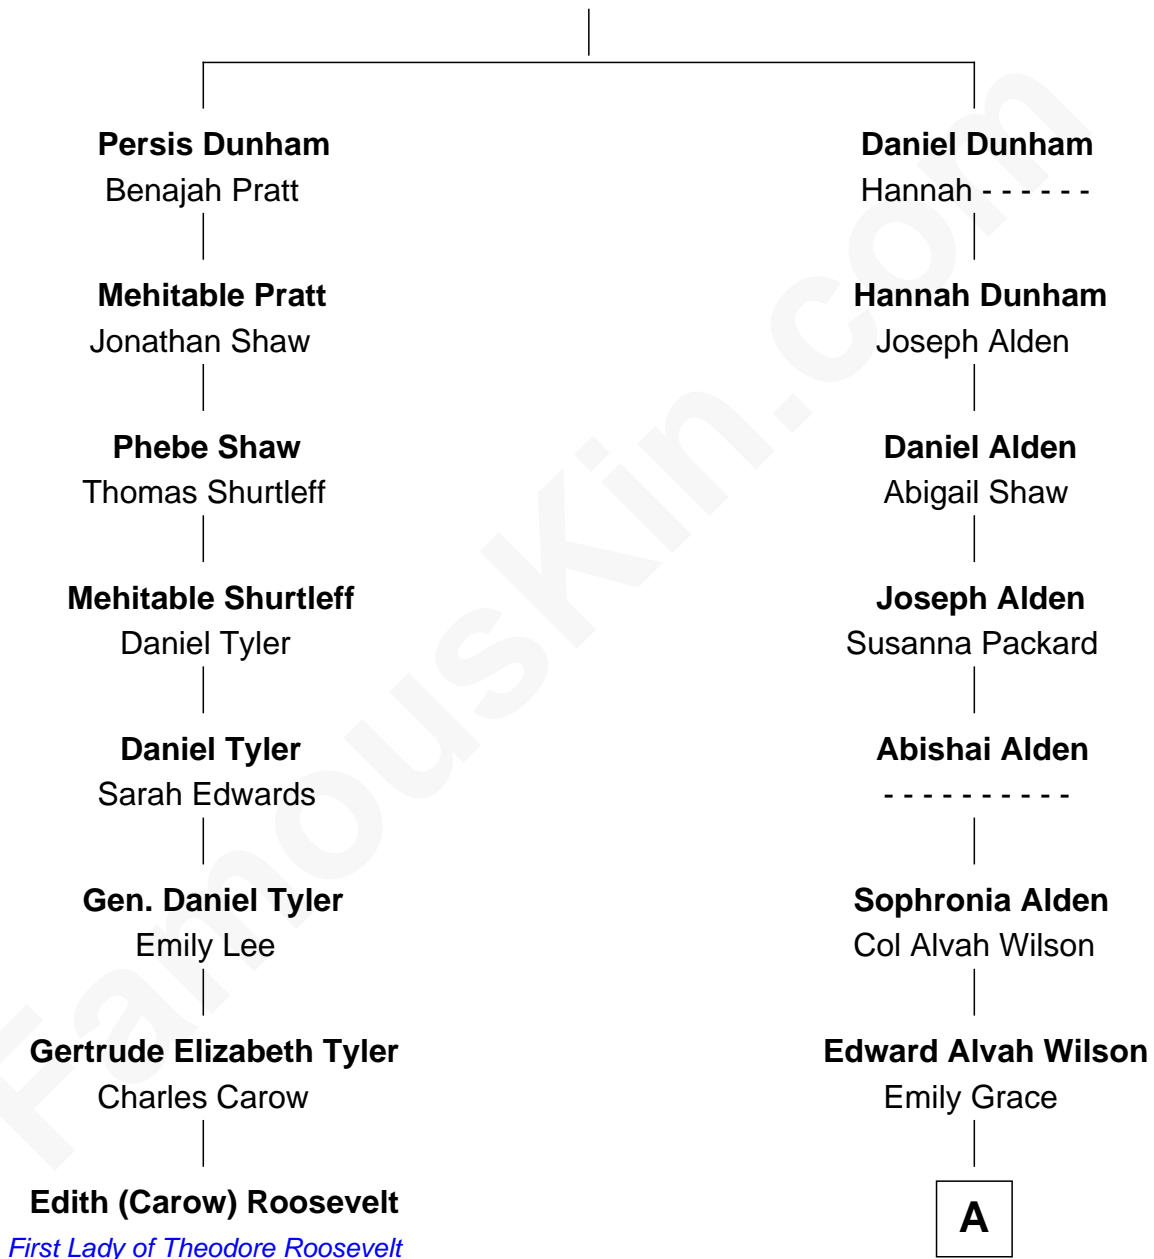 Persis Dunham
Benajah Pratt
Mehitable Pratt
Jonathan Shaw
Phebe Shaw
Thomas Shurtleff
Mehitable Shurtleff
Daniel Tyler
Daniel Tyler
Sarah Edwards
Gen. Daniel Tyler
Emily Lee
Gertrude Elizabeth Tyler
Charles Carow
Edith (Carow) Roosevelt
First Lady of Theodore Roosevelt
Daniel Dunham
Hannah - - - - - -
Hannah Dunham
Joseph Alden
Daniel Alden
Abigail Shaw
Joseph Alden
Susanna Packard
Abishai Alden
- - - - - - - - - -
Sophronia Alden
Col Alvah Wilson
Edward Alvah Wilson
Emily Grace
A
FamousKin.com